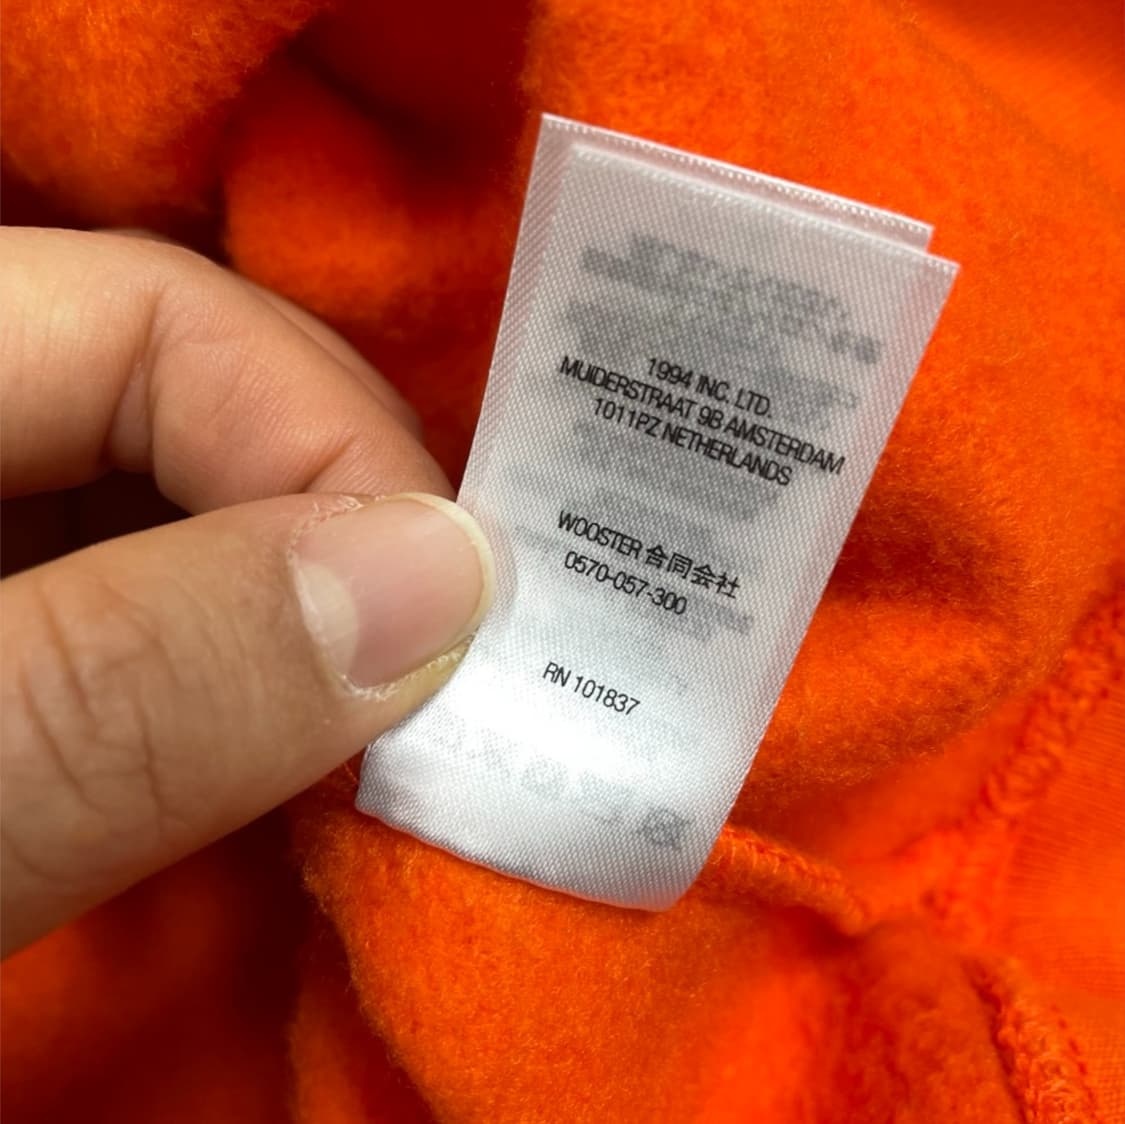 1994 INC. LTD.
MUIDERSTRAAT 9B AMSTERDAM
1011PZ NETHERLANDS
WOOSTER 合同会社
0570-057-300
RN 101837